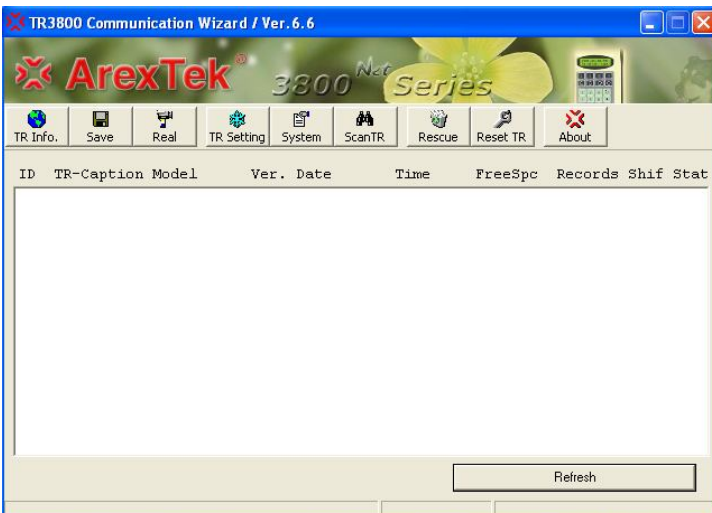 TR3800 Communication Wizard / Ver.6.6
ArexTek® 3800 Net Series
TR Info. Save Real TR Setting System ScanTR Rescue Reset TR About
ID TR-Caption Model Ver. Date Time FreeSpc Records Shif Stat
Refresh